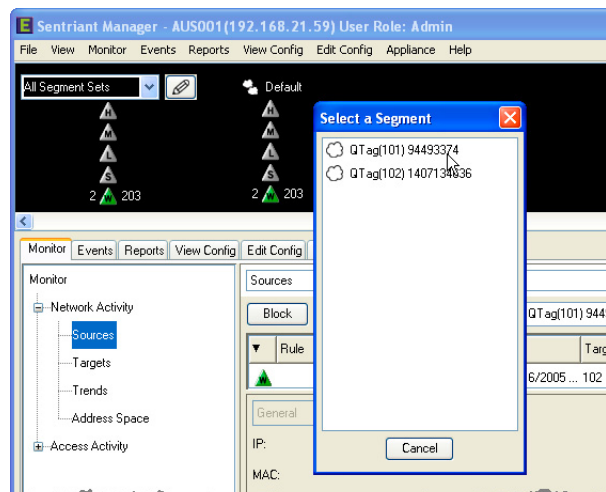 Sentriant Manager - AUS001(192.168.21.59) User Role: Admin
File View Monitor Events Reports View Config Edit Config Appliance Help
All Segment Sets
Default
H H
M M
L L
S S
2 W 203 2 W 203
Select a Segment
QTag(101) 94493374
QTag(102) 1407134636
Monitor Events Reports View Config Edit Config
Monitor
Network Activity
Sources
Targets
Trends
Address Space
Access Activity
Sources
Block
QTag(101) 944
Rule
Targ
W
6/2005 ... 102
General
IP:
MAC:
Cancel